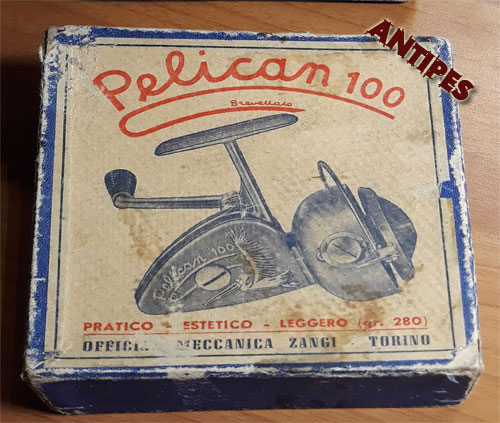 ANTIPES
Pelican 100
Brevettato
Pelican 100
PRATICO - ESTETICO - LEGGERO (gr. 280)
MECCANICA ZANGI - TORINO